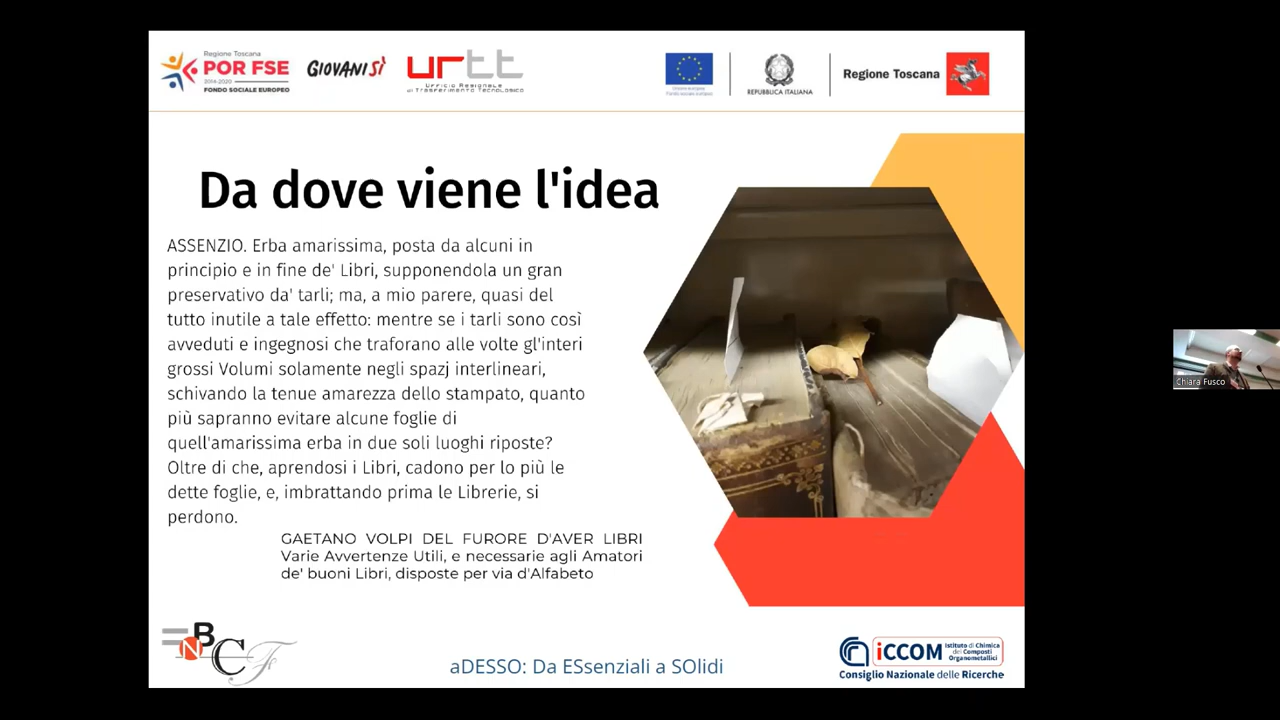 Regione Toscana
POR FSE
2014-2020
FONDO SOCIALE EUROPEO
GIOVANISÌ
urtt
Ufficio Regionale
di Trasferimento Tecnologico
Unione europea
Fondo sociale europeo
REPUBBLICA ITALIANA
Regione Toscana
Da dove viene l'idea
ASSENZIO. Erba amarissima, posta da alcuni in
principio e in fine de' Libri, supponendola un gran
preservativo da' tarli; ma, a mio parere, quasi del
tutto inutile a tale effetto: mentre se i tarli sono così
avveduti e ingegnosi che traforano alle volte gl'interi
grossi Volumi solamente negli spazj interlineari,
schivando la tenue amarezza dello stampato, quanto
più sapranno evitare alcune foglie di
quell'amarissima erba in due soli luoghi riposte?
Oltre di che, aprendosi i Libri, cadono per lo più le
dette foglie, e, imbrattando prima le Librerie, si
perdono.
GAETANO VOLPI DEL FURORE D'AVER LIBRI
Varie Avvertenze Utili, e necessarie agli Amatori
de' buoni Libri, disposte per via d'Alfabeto
Chiara Fusco
BNCF
aDESSO: Da ESsenziali a SOlidi
iCCOM
Istituto di Chimica
dei Composti
Organometallici
Consiglio Nazionale delle Ricerche